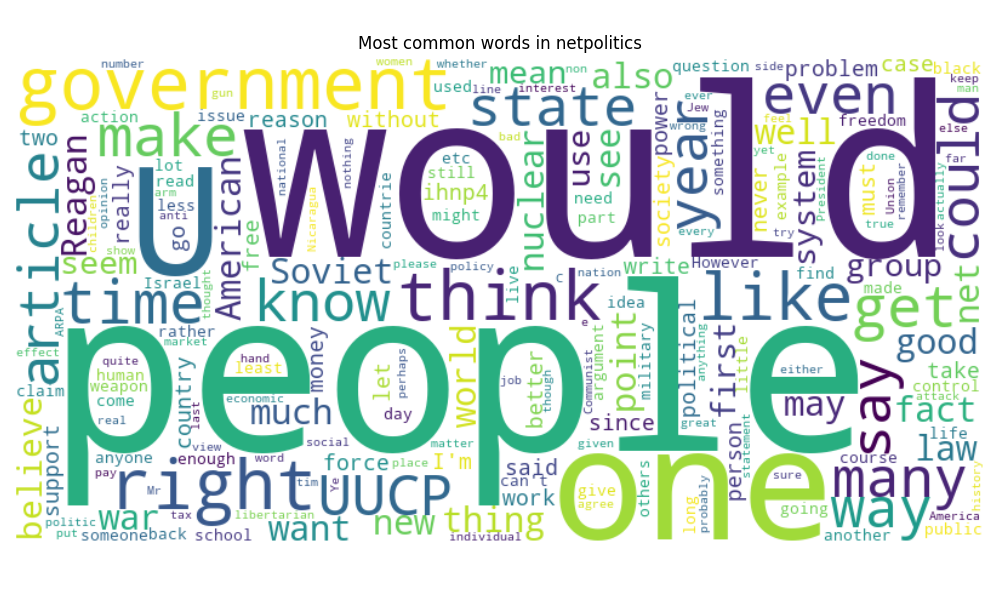 Most common words in netpolitics
number
women
whether
non
question
side
case
black
government
gun
used
line
interest
mean
also
problem
keep
man
action
issue
reason
without
state
power
ever
Jew
even
freedom
else
two
make
would
bad
wrong
something
well
feel
article
Reagan
lot
read
less
anti
arm
go
really
opinion
children
U
American
national
nothing
Nicaragua
countrie
etc
still
ihnp4
might
nuclear
use
need
part
see
society
year
never
yet
example
try
system
President
must
done
true
Union
remember
far
actually
look
could
seem
show
Israel
thought
free
Soviet
please
policy
live
C
nation
write
every
However
find
group
made
net
ARPA
time
rather
market
know
think
idea
like
get
good
effect
claim
quite
human
weapon
come
real
people
hand
least
economic
money
let
perhaps
day
world
job
better
though
Communist
e
argument
point
military
political
anything
first
little
either
may
say
take
control
attack
fact
believe
support
country
last
much
since
great
person
statement
law
life
course
many
history
anyone
view
enough
social
matter
given
pay
right
word
force
place
I'm
said
can't
work
others
one
give
agree
long
probably
sure
going
way
America
public
politic
put
war
Mr
tax
tim
Ye
UUCP
someone
back
school
libertarian
want
new
thing
individual
another